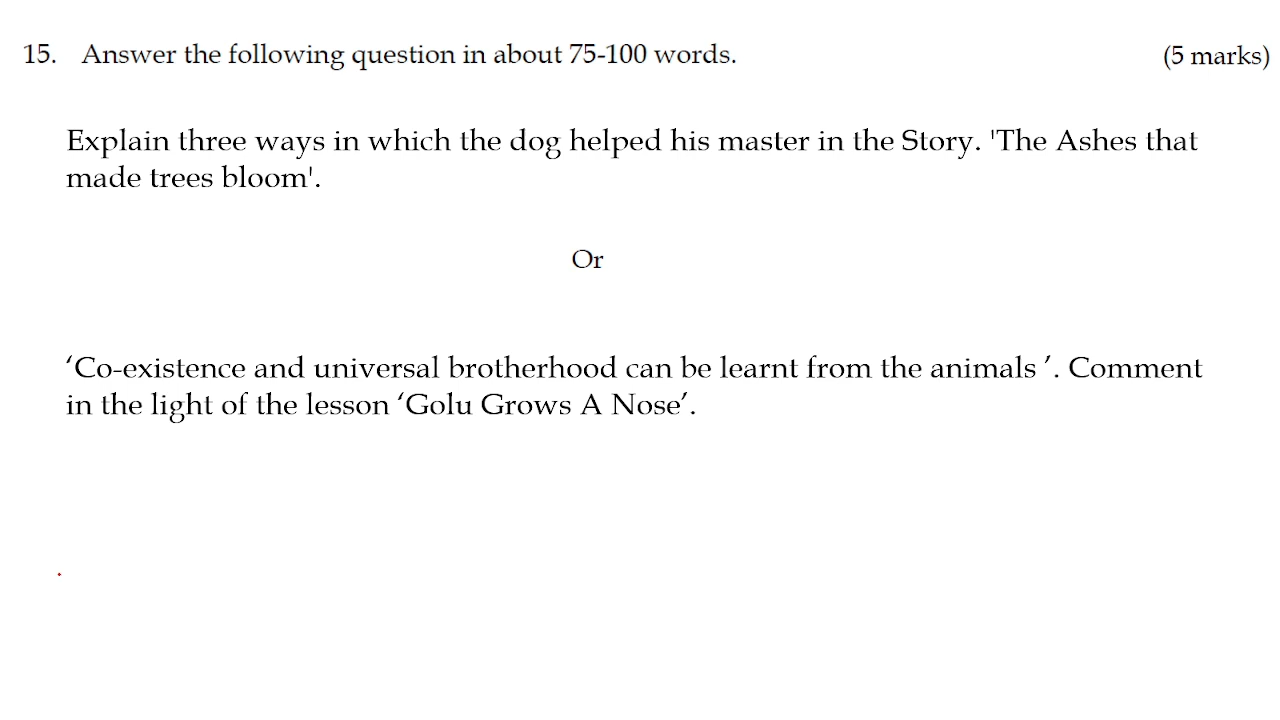 15. Answer the following question in about 75-100 words. (5 marks)
Explain three ways in which the dog helped his master in the Story. 'The Ashes that
made trees bloom'.
Or
‘Co-existence and universal brotherhood can be learnt from the animals ’. Comment
in the light of the lesson ‘Golu Grows A Nose’.